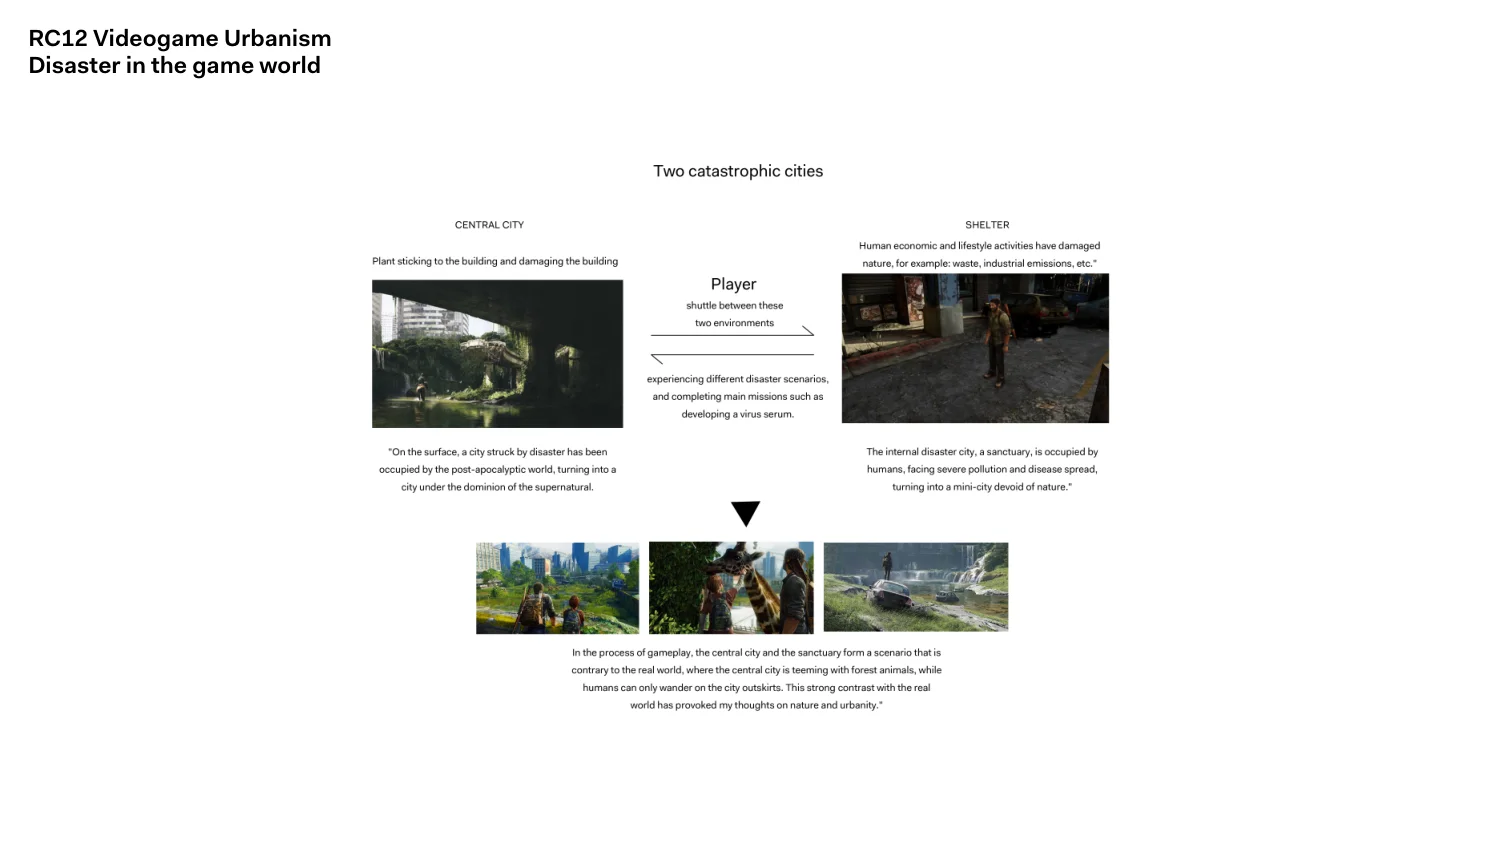 RC12 Videogame Urbanism
Disaster in the game world
Two catastrophic cities
CENTRAL CITY
Plant sticking to the building and damaging the building
"On the surface, a city struck by disaster has been
occupied by the post-apocalyptic world, turning into a
city under the dominion of the supernatural.
Player
shuttle between these
two environments
experiencing different disaster scenarios,
and completing main missions such as
developing a virus serum.
SHELTER
Human economic and lifestyle activities have damaged
nature, for example: waste, industrial emissions, etc."
The internal disaster city, a sanctuary, is occupied by
humans, facing severe pollution and disease spread,
turning into a mini-city devoid of nature."
In the process of gameplay, the central city and the sanctuary form a scenario that is
contrary to the real world, where the central city is teeming with forest animals, while
humans can only wander on the city outskirts. This strong contrast with the real
world has provoked my thoughts on nature and urbanity."